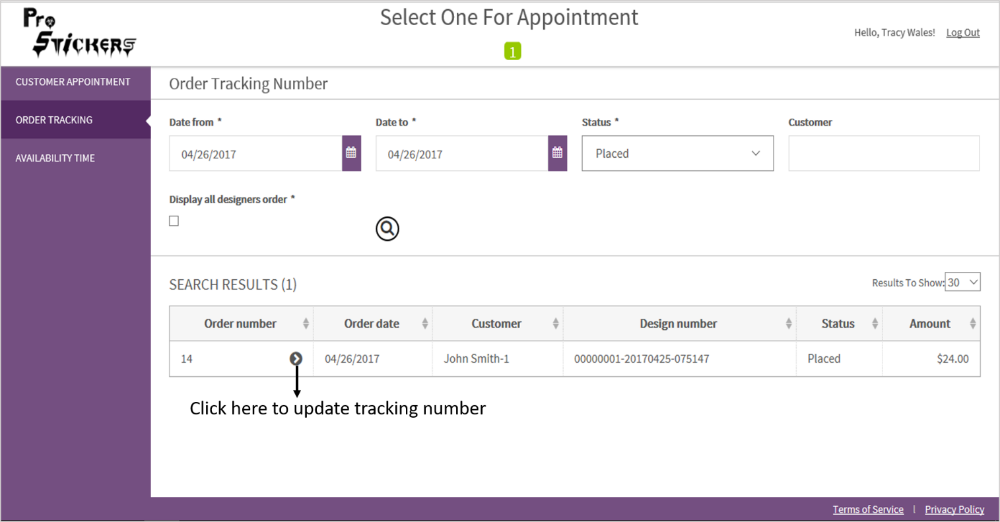 Pro
Stickers
Select One For Appointment
1
Hello, Tracy Wales! Log Out
CUSTOMER APPOINTMENT
ORDER TRACKING
AVAILABILITY TIME
Order Tracking Number
Date from * Date to * Status * Customer
04/26/2017 04/26/2017 Placed
Display all designers order *
SEARCH RESULTS (1) Results To Show: 30
Order number Order date Customer Design number Status Amount
14 04/26/2017 John Smith-1 00000001-20170425-075147 Placed $24.00
Click here to update tracking number
Terms of Service | Privacy Policy